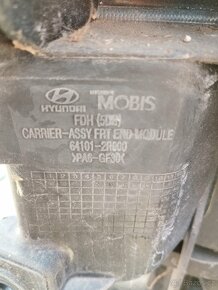 HYUNDAI MOBIS
FDH (5DR)
CARRIER-ASSY FRT END MODULE
64101-2R000
>PA6-GF30<